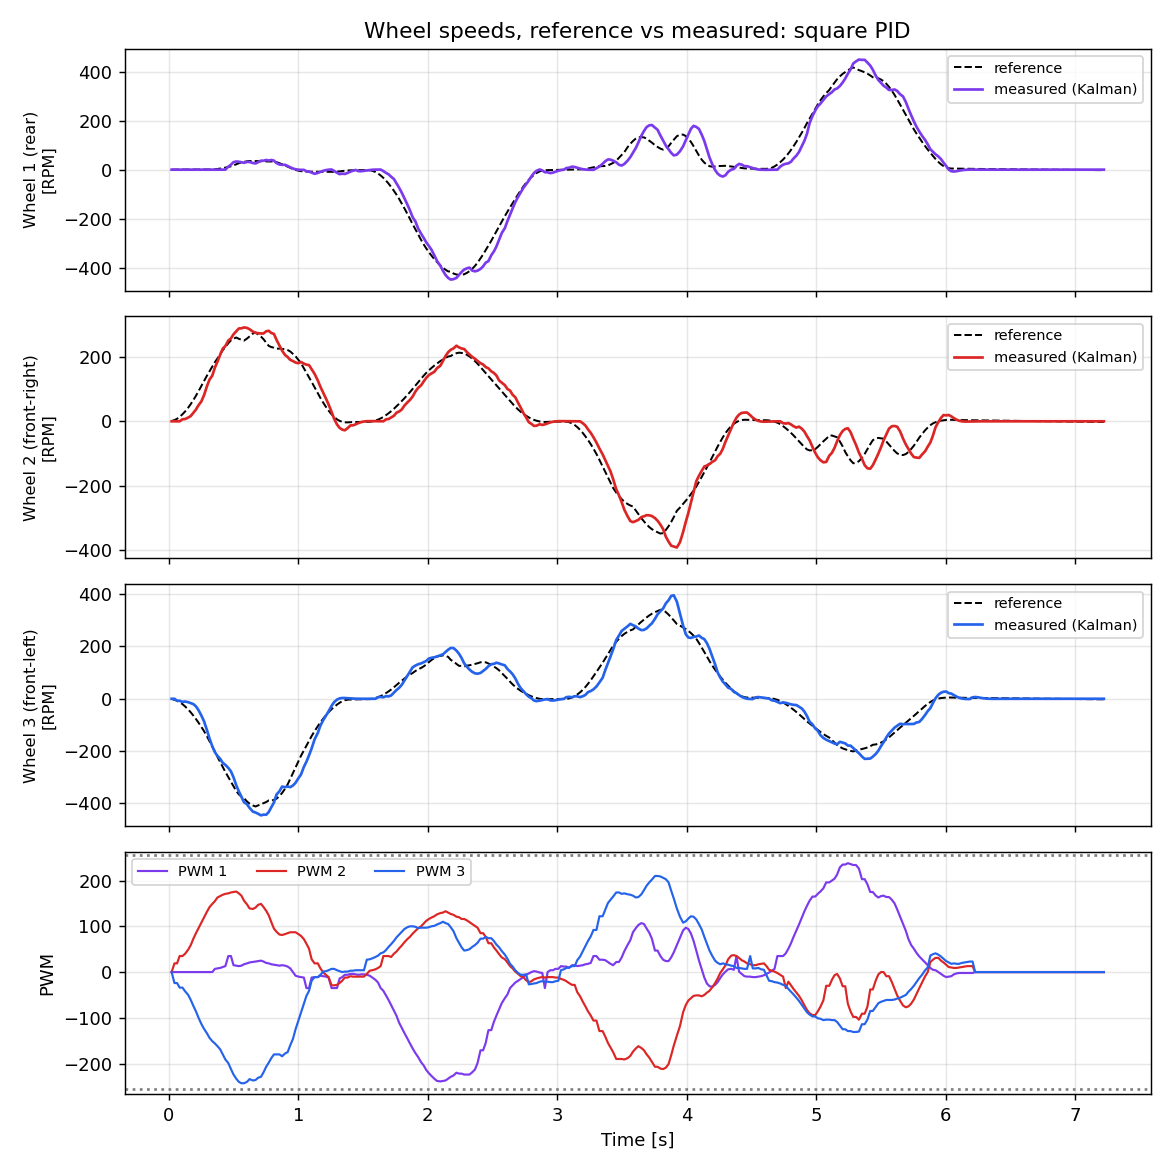 Wheel speeds, reference vs measured: square PID
Wheel 1 (rear)
[RPM]
400
200
0
−200
−400
reference
measured (Kalman)
Wheel 2 (front-right)
[RPM]
200
0
−200
−400
reference
measured (Kalman)
Wheel 3 (front-left)
[RPM]
400
200
0
−200
−400
reference
measured (Kalman)
PWM
200
100
0
−100
−200
PWM 1 PWM 2 PWM 3
0 1 2 3 4 5 6 7
Time [s]